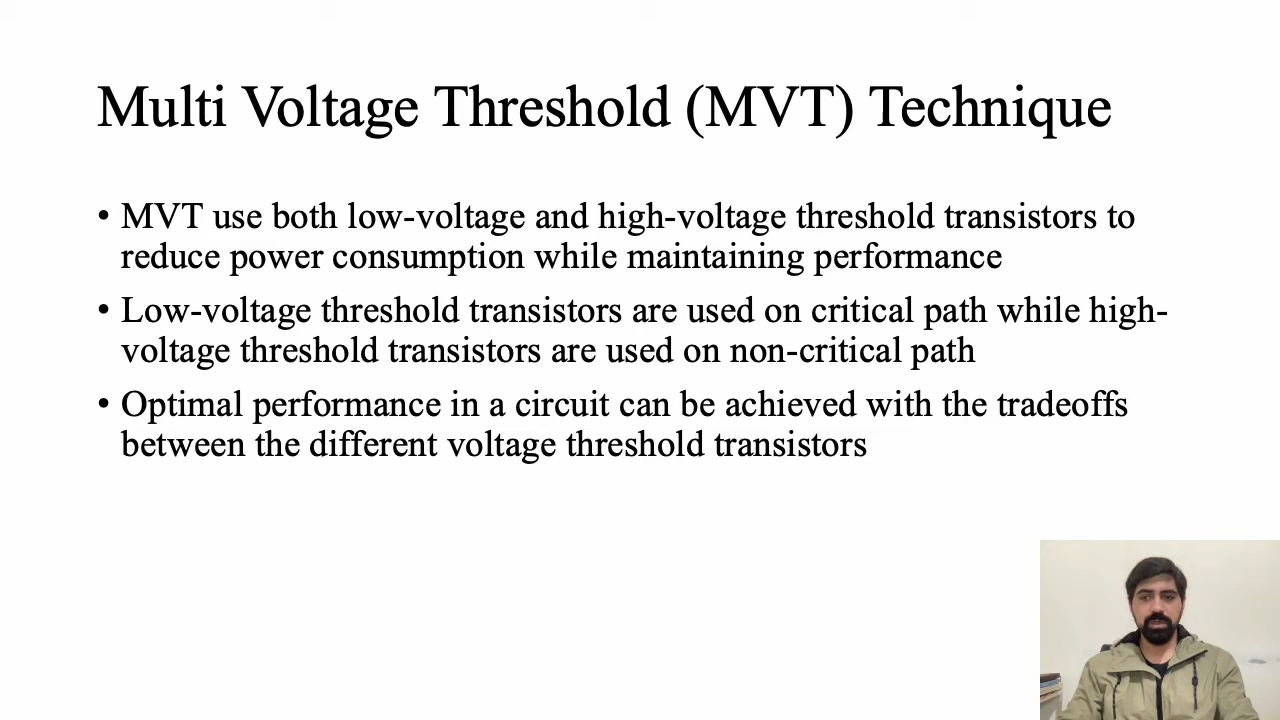 Multi Voltage Threshold (MVT) Technique
• MVT use both low-voltage and high-voltage threshold transistors to
reduce power consumption while maintaining performance
• Low-voltage threshold transistors are used on critical path while high-
voltage threshold transistors are used on non-critical path
• Optimal performance in a circuit can be achieved with the tradeoffs
between the different voltage threshold transistors